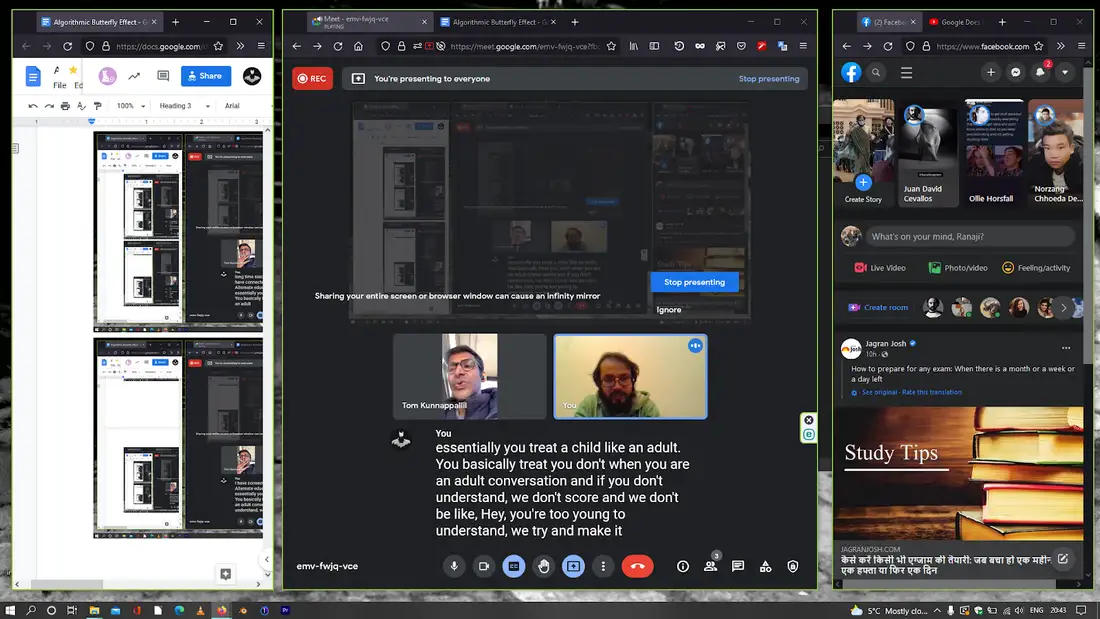 Algorithmic Butterfly Effect - G
https://docs.google.com/
File
Share
100%
Heading 3
Arial
Meet - emv-fwjq-vce
PLAYING
Algorithmic Butterfly Effect - G
https://meet.google.com/emv-fwjq-vce?
REC
You're presenting to everyone
Stop presenting
Stop presenting
Sharing your entire screen or browser window can cause an infinity mirror
Ignore
Tom Kunnappallil
You
You
essentially you treat a child like an adult.
You basically treat you don't when you are
an adult conversation and if you don't
understand, we don't score and we don't
be like, Hey, you're too young to
understand, we try and make it
emv-fwjq-vce
3
(2) Faceb
Google Docs
https://www.facebook.com
2
Create Story
Juan David
Cevallos
Ollie Horsfall
Norzang
Chhoeda De...
What's on your mind, Ranaji?
Live Video
Photo/video
Feeling/activity
Create room
Jagran Josh
10h
How to prepare for any exam: When there is a month or a week or
a day left
See original · Rate this translation
Study Tips
JAGRANJOSH.COM
कैसे करें किसी भी एग्जाम की तैयारी: जब बचा हो एक महीन
एक हफ्ता या फिर एक दिन
5°C Mostly clo...
ENG
20:43